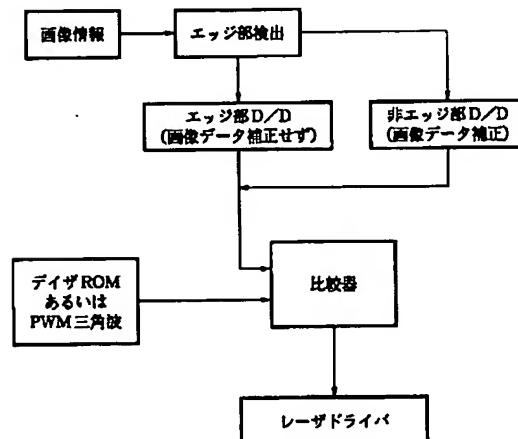 画像情報
エッジ部検出
エッジ部D/D
(画像データ補正せず)
非エッジ部D/D
(画像データ補正)
デイザROM
あるいは
PWM三角波
比較器
レーザドライバ